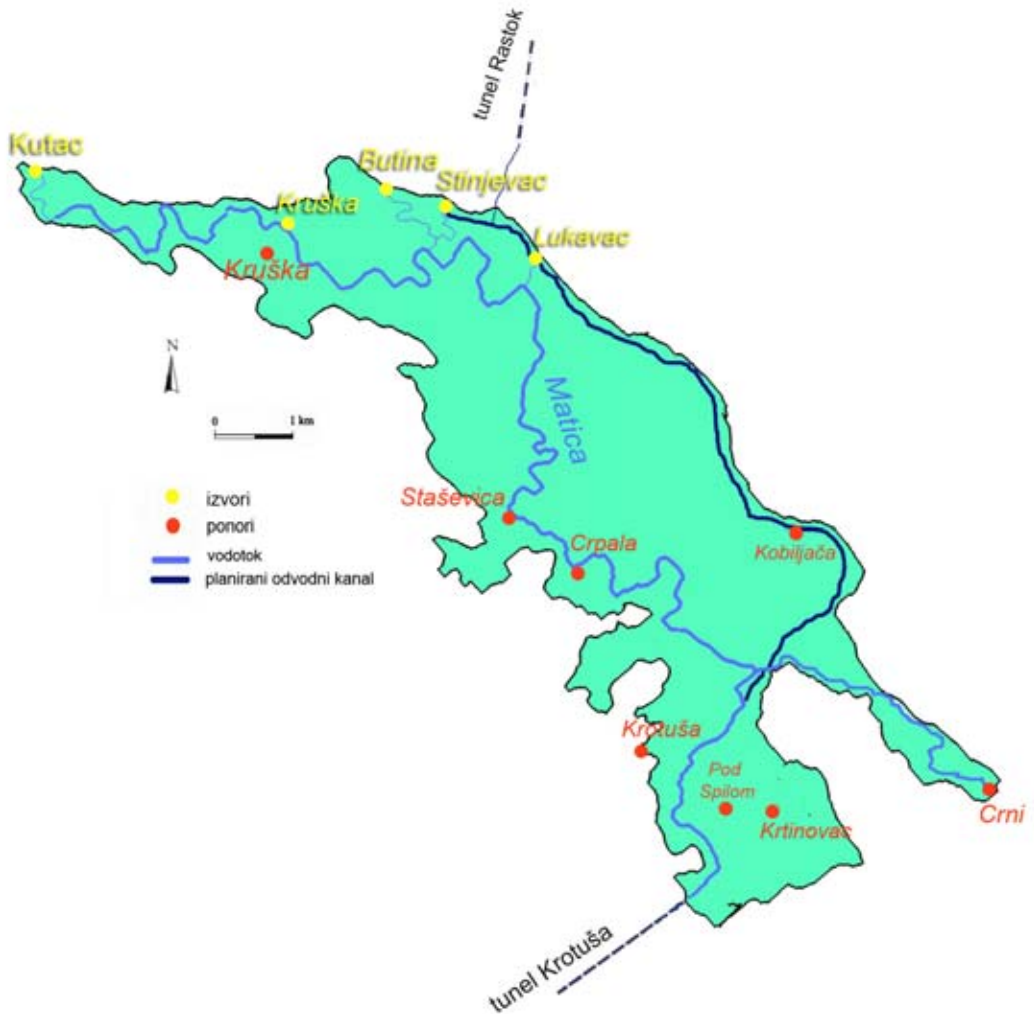 tunel Rastok
Kutac
Butina
Stinjevac
Kruška
Lukavac
Kruška
N
0 1 km
Matica
izvori
ponori
vodotok
planirani odvodni kanal
Staševica
Crpala
Kobiljača
Krotuša
Pod
Spilom
Krtinovac
Crni
tunel Krotuša